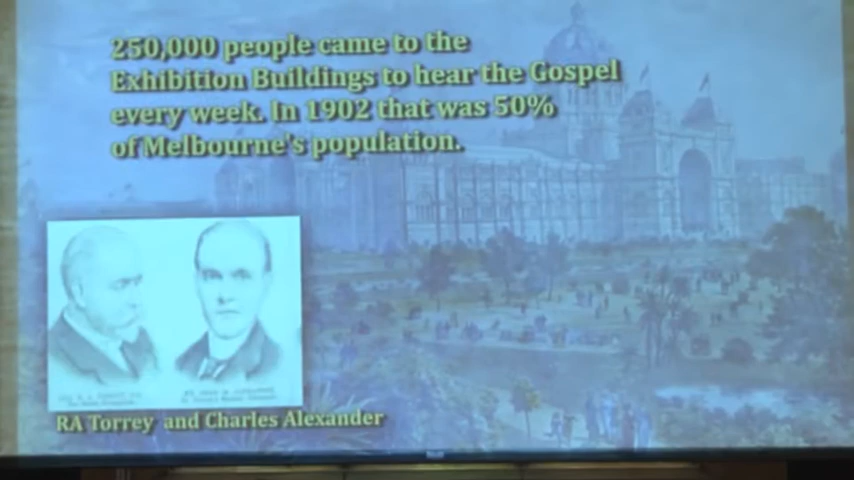 250,000 people came to the
Exhibition Buildings to hear the Gospel
every week. In 1902 that was 50%
of Melbourne's population.
RA Torrey and Charles Alexander